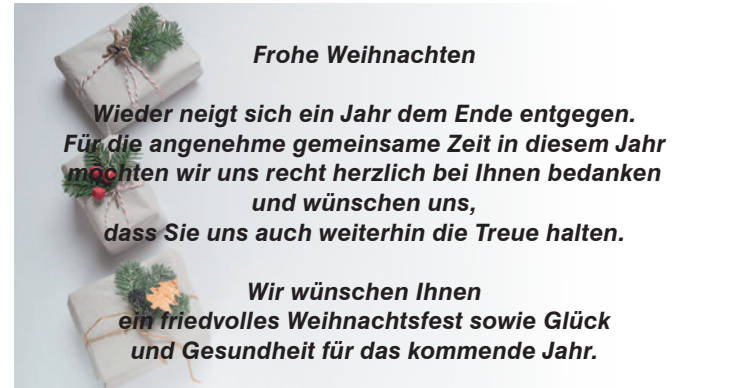 Frohe Weihnachten
Wieder neigt sich ein Jahr dem Ende entgegen.
Für die angenehme gemeinsame Zeit in diesem Jahr
möchten wir uns recht herzlich bei Ihnen bedanken
und wünschen uns,
dass Sie uns auch weiterhin die Treue halten.
Wir wünschen Ihnen
ein friedvolles Weihnachtsfest sowie Glück
und Gesundheit für das kommende Jahr.